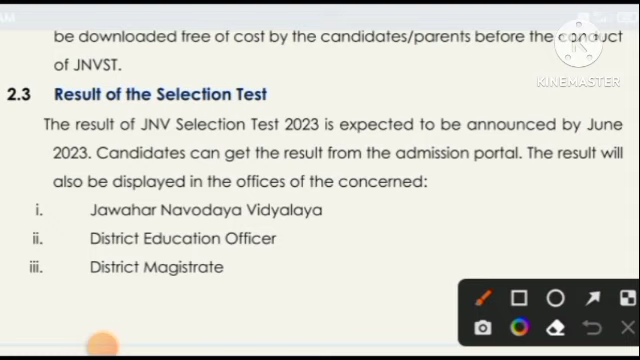 AM
be downloaded free of cost by the candidates/parents before the conduct
of JNVST.
KINEMASTER
2.3 Result of the Selection Test
The result of JNV Selection Test 2023 is expected to be announced by June
2023. Candidates can get the result from the admission portal. The result will
also be displayed in the offices of the concerned:
i. Jawahar Navodaya Vidyalaya
ii. District Education Officer
iii. District Magistrate